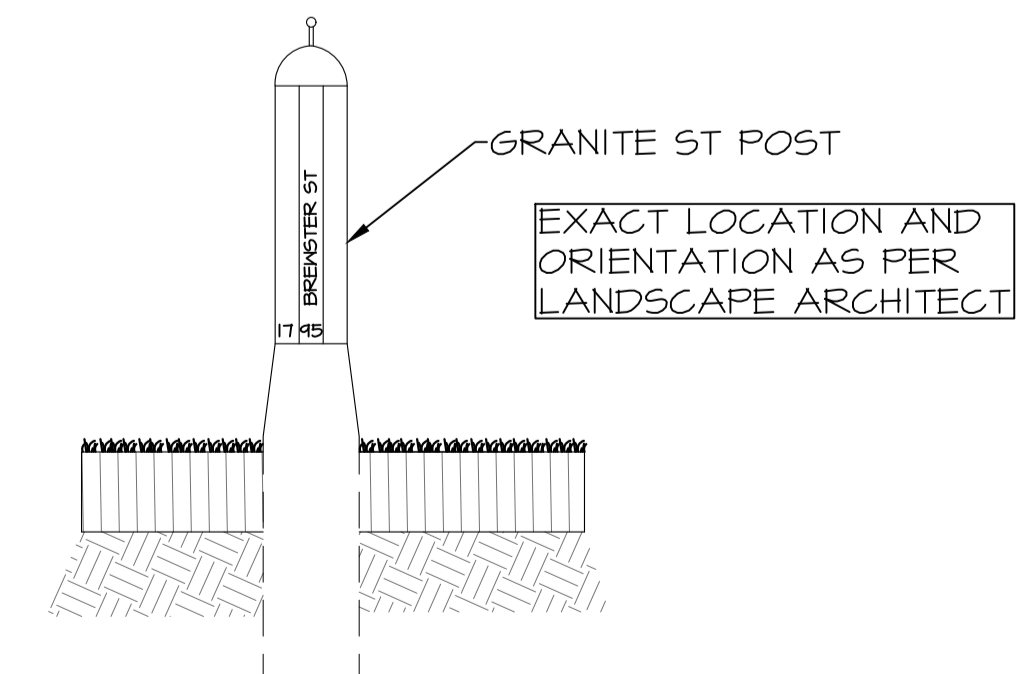 GRANITE ST POST
EXACT LOCATION AND
ORIENTATION AS PER
LANDSCAPE ARCHITECT
BREWSTER ST
17 95